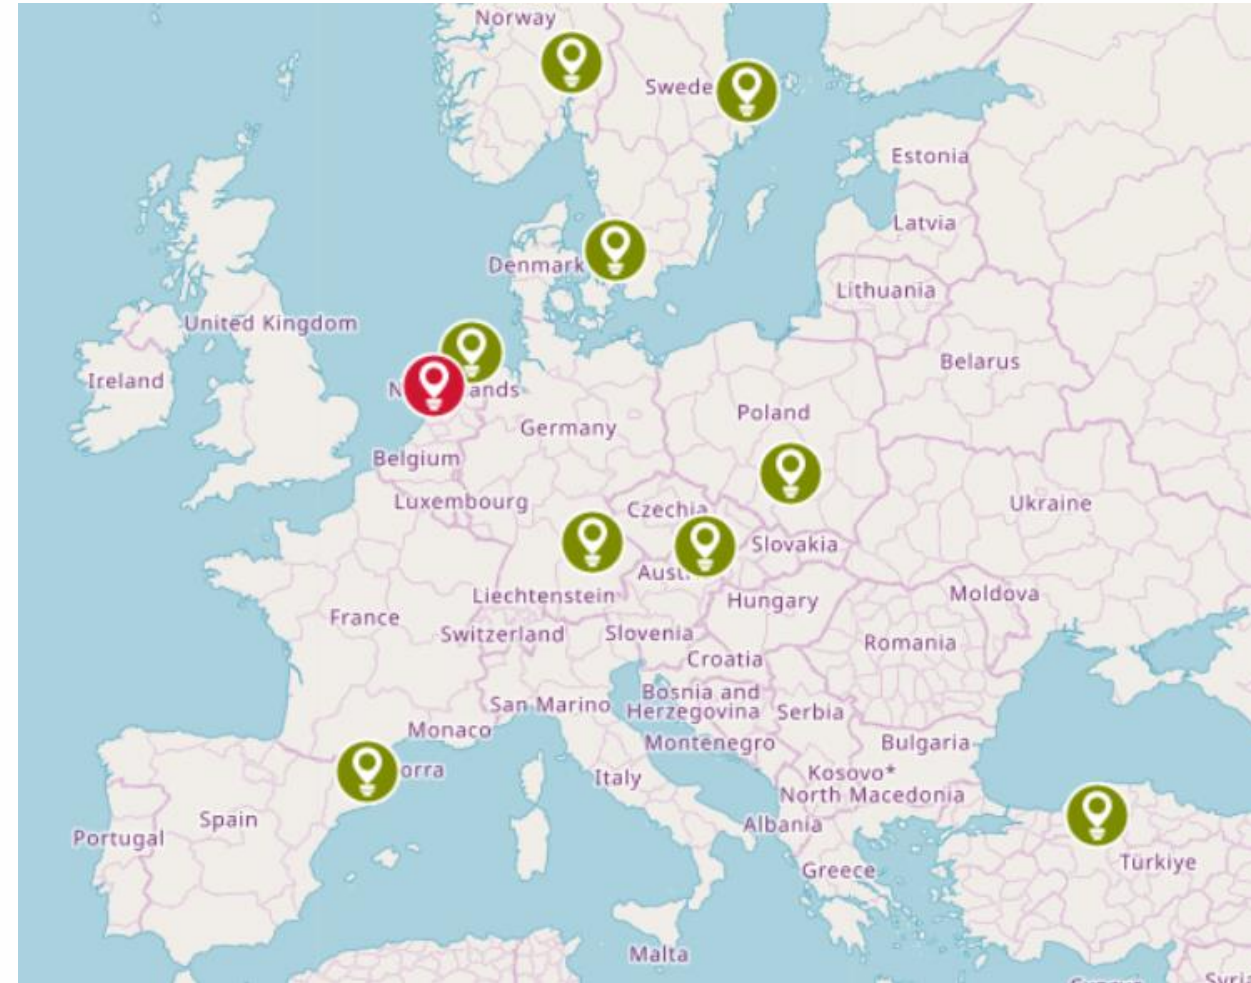 Norway
Swede
Estonia
Latvia
Denmark
Lithuania
United Kingdom
Belarus
Ireland
N ands
Poland
Germany
Belgium
Luxembourg
Czechia
Ukraine
Slovakia
Aust
Liechtenstein
Hungary
Moldova
France
Switzerland
Slovenia
Romania
Croatia
San Marino
Bosnia and
Herzegovina
Serbia
Monaco
Montenegro
Bulgaria
orra
Italy
Kosovo*
North Macedonia
Spain
Albania
Portugal
Türkiye
Greece
Malta
Syria